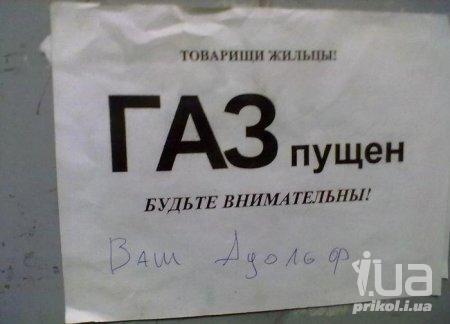 ТОВАРИЩИ ЖИЛЬЦЫ!
ГАЗ пущен
БУДЬТЕ ВНИМАТЕЛЬНЫ!
Ваш Адольф
i.ua
prikol.i.ua